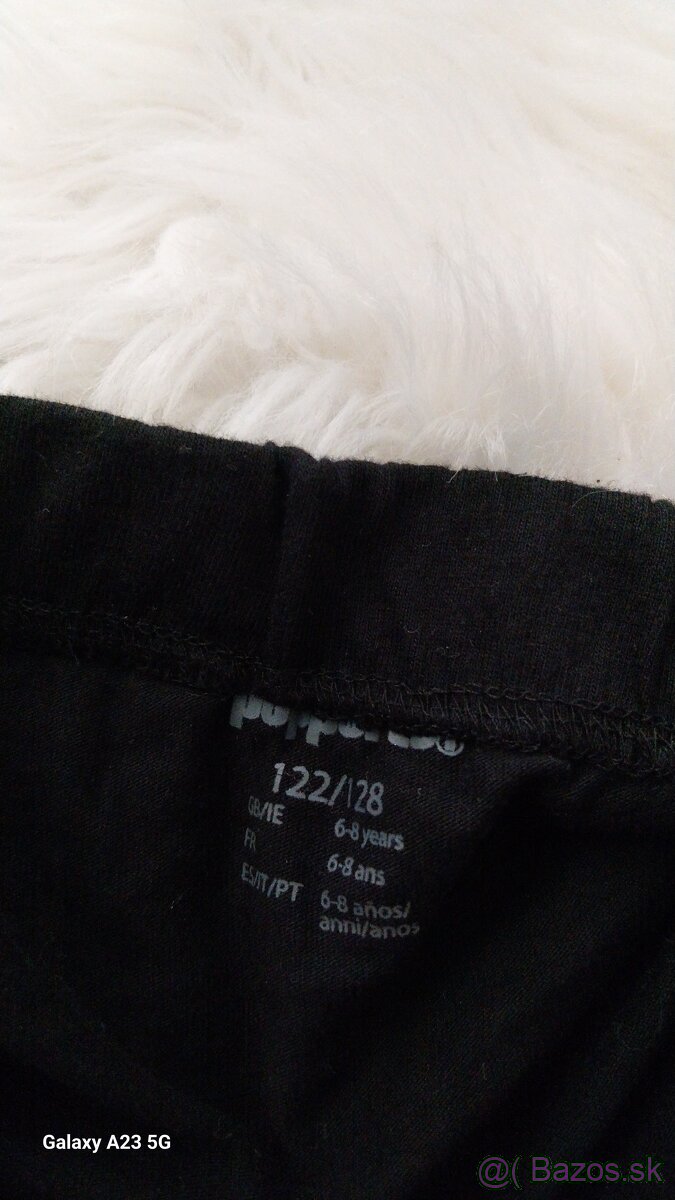 122/128
GB/IE 6-8 years
FR 6-8 ans
ES/IT/PT 6-8 años/
anni/anos
Galaxy A23 5G
@( Bazos.sk